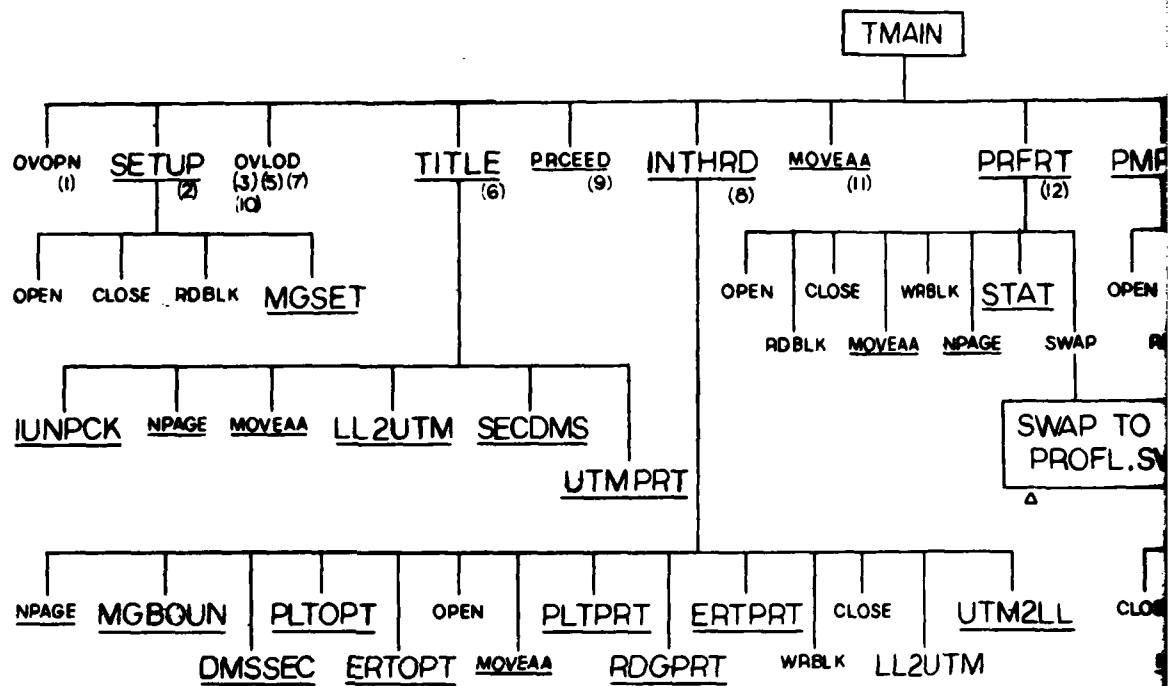 TMAIN
OVOPN SETUP OVLOD TITLE PRCEED INTHRD MOVEAA PRFRT
(1) (2) (3) (5) (7) (6) (9) (8) (11) (12)
(10)
OPEN CLOSE RDBLK MGSET OPEN CLOSE WRBLK STAT OPEN
RDBLK MOVEAA NPAGE SWAP
IUNPCK NPAGE MOVEAA LL2UTM SECDMS
UTMPRT
SWAP TO
PROFL.SW
Δ
NPAGE MGBOUN PLTOPT OPEN PLTPRT ERTPRT CLOSE UTM2LL
DMSSEC ERTOPT MOVEAA RDGPRT WRBLK LL2UTM